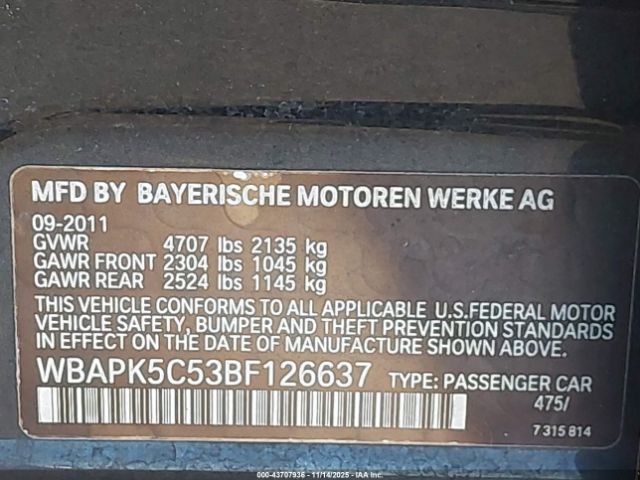 MFD BY BAYERISCHE MOTOREN WERKE AG
09-2011
GVWR 4707 lbs 2135 kg
GAWR FRONT 2304 lbs 1045 kg
GAWR REAR 2524 lbs 1145 kg
THIS VEHICLE CONFORMS TO ALL APPLICABLE U.S.FEDERAL MOTOR
VEHICLE SAFETY, BUMPER AND THEFT PREVENTION STANDARDS
IN EFFECT ON THE DATE OF MANUFACTURE SHOWN ABOVE.
WBAPK5C53BF126637 TYPE: PASSENGER CAR
475/
7 315 814
000-43707936 - 11/14/2025 - IAA Inc.